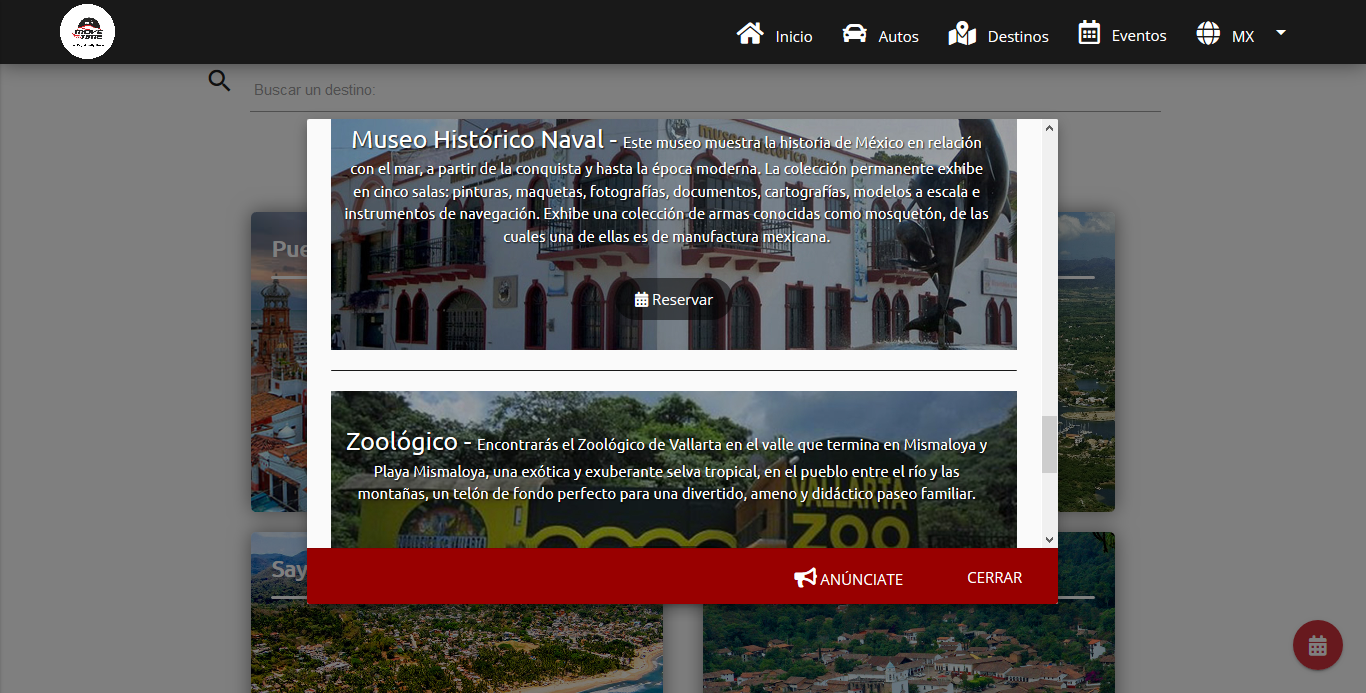 MOVE
Inicio
Autos
Destinos
Eventos
MX
Buscar un destino:
Pue
Museo Histórico Naval - Este museo muestra la historia de México en relación
con el mar, a partir de la conquista y hasta la época moderna. La colección permanente exhibe
en cinco salas: pinturas, maquetas, fotografías, documentos, cartografías, modelos a escala e
instrumentos de navegación. Exhibe una colección de armas conocidas como mosquetón, de las
cuales una de ellas es de manufactura mexicana.
Reservar
Zoológico - Encontrarás el Zoológico de Vallarta en el valle que termina en Mismaloya y
Playa Mismaloya, una exótica y exuberante selva tropical, en el pueblo entre el río y las
montañas, un telón de fondo perfecto para una divertido, ameno y didáctico paseo familiar.
VALLARTA
ZOO
Say
ANÚNCIATE
CERRAR